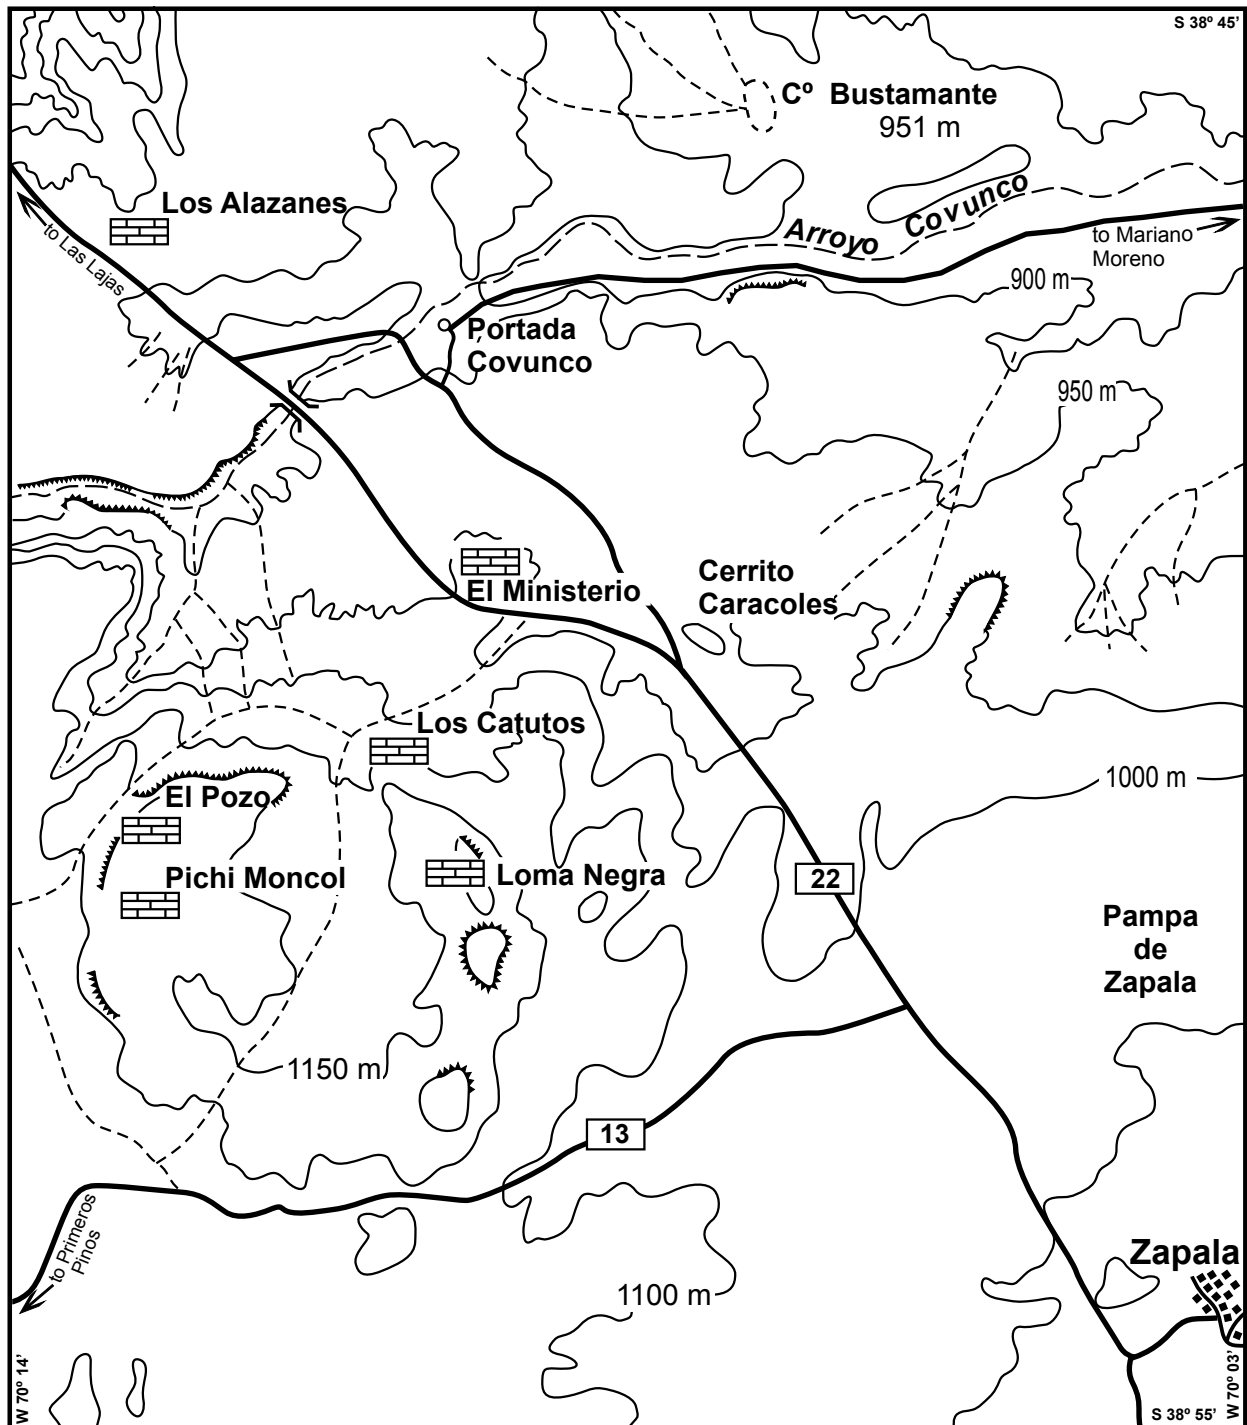 S 38º 45'
Cº Bustamante
951 m
Los Alazanes
Arroyo Covunco
to Las Lajas
to Mariano
Moreno
900 m
Portada
Covunco
950 m
Cerrito
Caracoles
El Ministerio
Los Catutos
1000 m
El Pozo
Pichi Moncol
Loma Negra
22
Pampa
de
Zapala
1150 m
13
to Primeros
Pinos
Zapala
1100 m
W 70º 14'
W 70º 03'
S 38º 55'